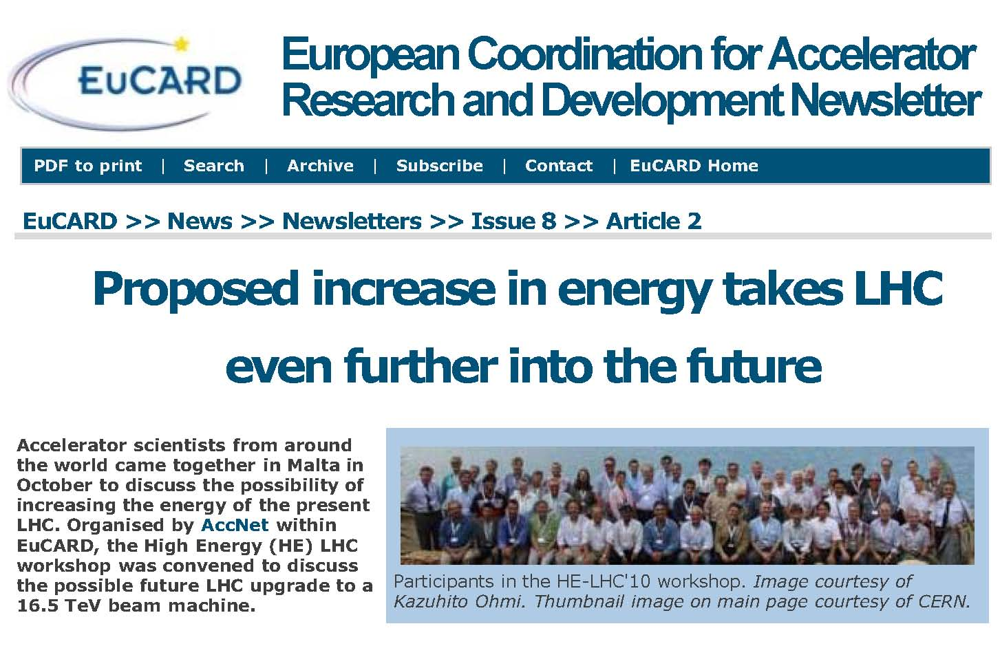 EuCARD
European Coordination for Accelerator
Research and Development Newsletter
PDF to print | Search | Archive | Subscribe | Contact | EuCARD Home
EuCARD >> News >> Newsletters >> Issue 8 >> Article 2
Proposed increase in energy takes LHC
even further into the future
Accelerator scientists from around
the world came together in Malta in
October to discuss the possibility of
increasing the energy of the present
LHC. Organised by AccNet within
EuCARD, the High Energy (HE) LHC
workshop was convened to discuss
the possible future LHC upgrade to a
16.5 TeV beam machine.
Participants in the HE-LHC'10 workshop. Image courtesy of
Kazuhito Ohmi. Thumbnail image on main page courtesy of CERN.